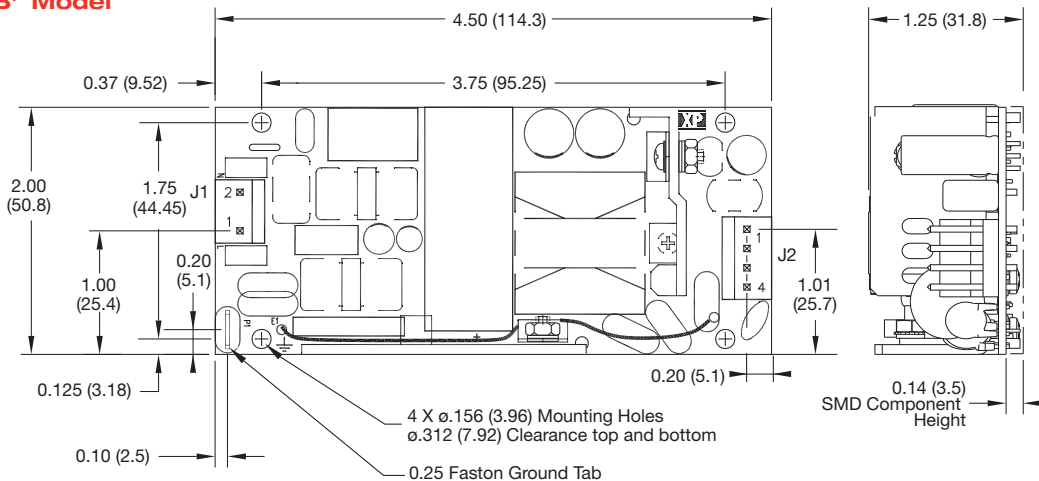 B' Model
4.50 (114.3)
1.25 (31.8)
0.37 (9.52)
3.75 (95.25)
XP
2.00
(50.8)
1.75
(44.45)
J1
N
2
1
L
1.00
(25.4)
0.20
(5.1)
J2
1
4
1.01
(25.7)
P1
E1
+
0.125 (3.18)
0.20 (5.1)
0.14 (3.5)
SMD Component
Height
4 X ø.156 (3.96) Mounting Holes
ø.312 (7.92) Clearance top and bottom
0.10 (2.5)
0.25 Faston Ground Tab